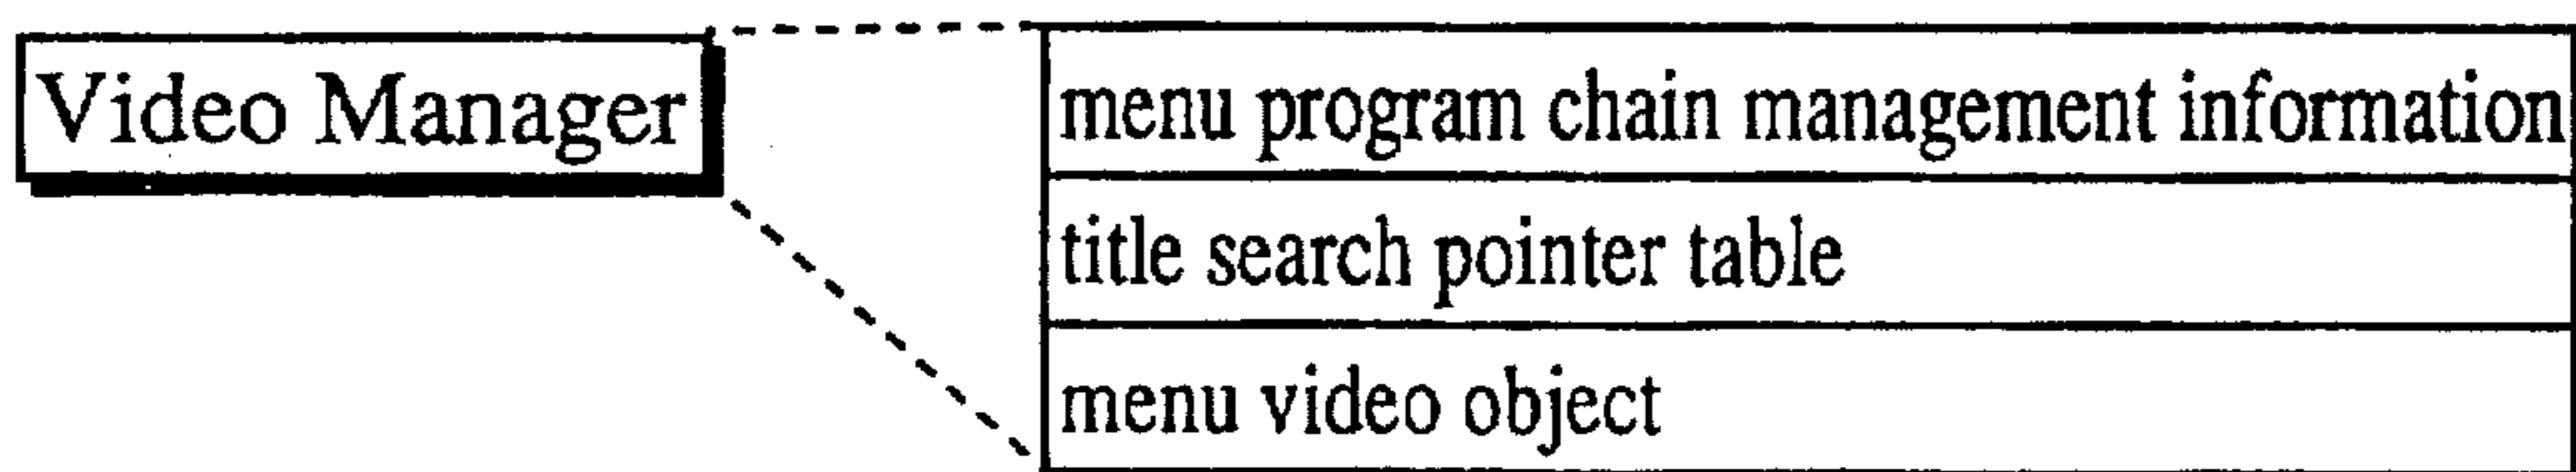 Video Manager
menu program chain management information
title search pointer table
menu video object